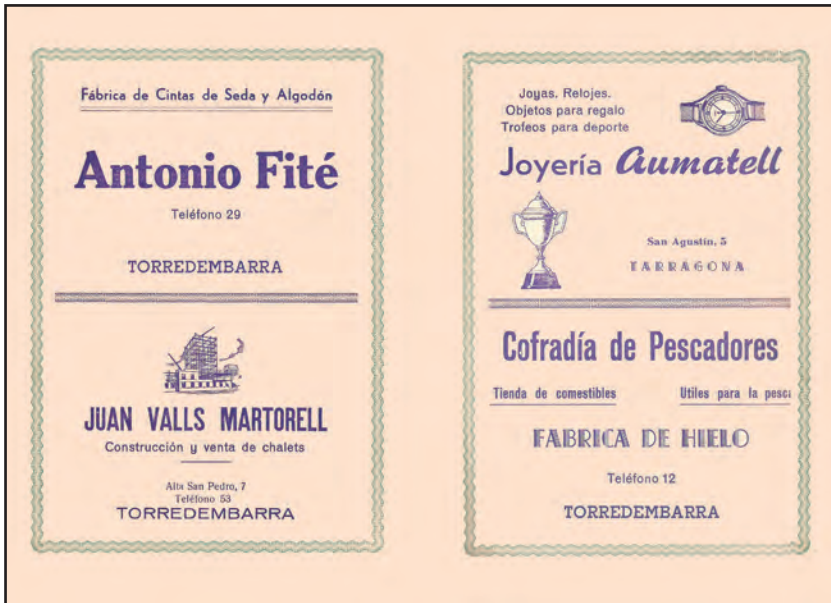 Fábrica de Cintas de Seda y Algodón
Antonio Fité
Teléfono 29
TORREDEMBARRA
JUAN VALLS MARTORELL
Construcción y venta de chalets
Alta San Pedro, 7
Teléfono 53
TORREDEMBARRA
Joyas. Relojes.
Objetos para regalo
Trofeos para deporte
Joyería Aumatell
San Agustín, 5
TARRAGONA
Cofradía de Pescadores
Tienda de comestibles Utiles para la pesca
FABRICA DE HIELO
Teléfono 12
TORREDEMBARRA